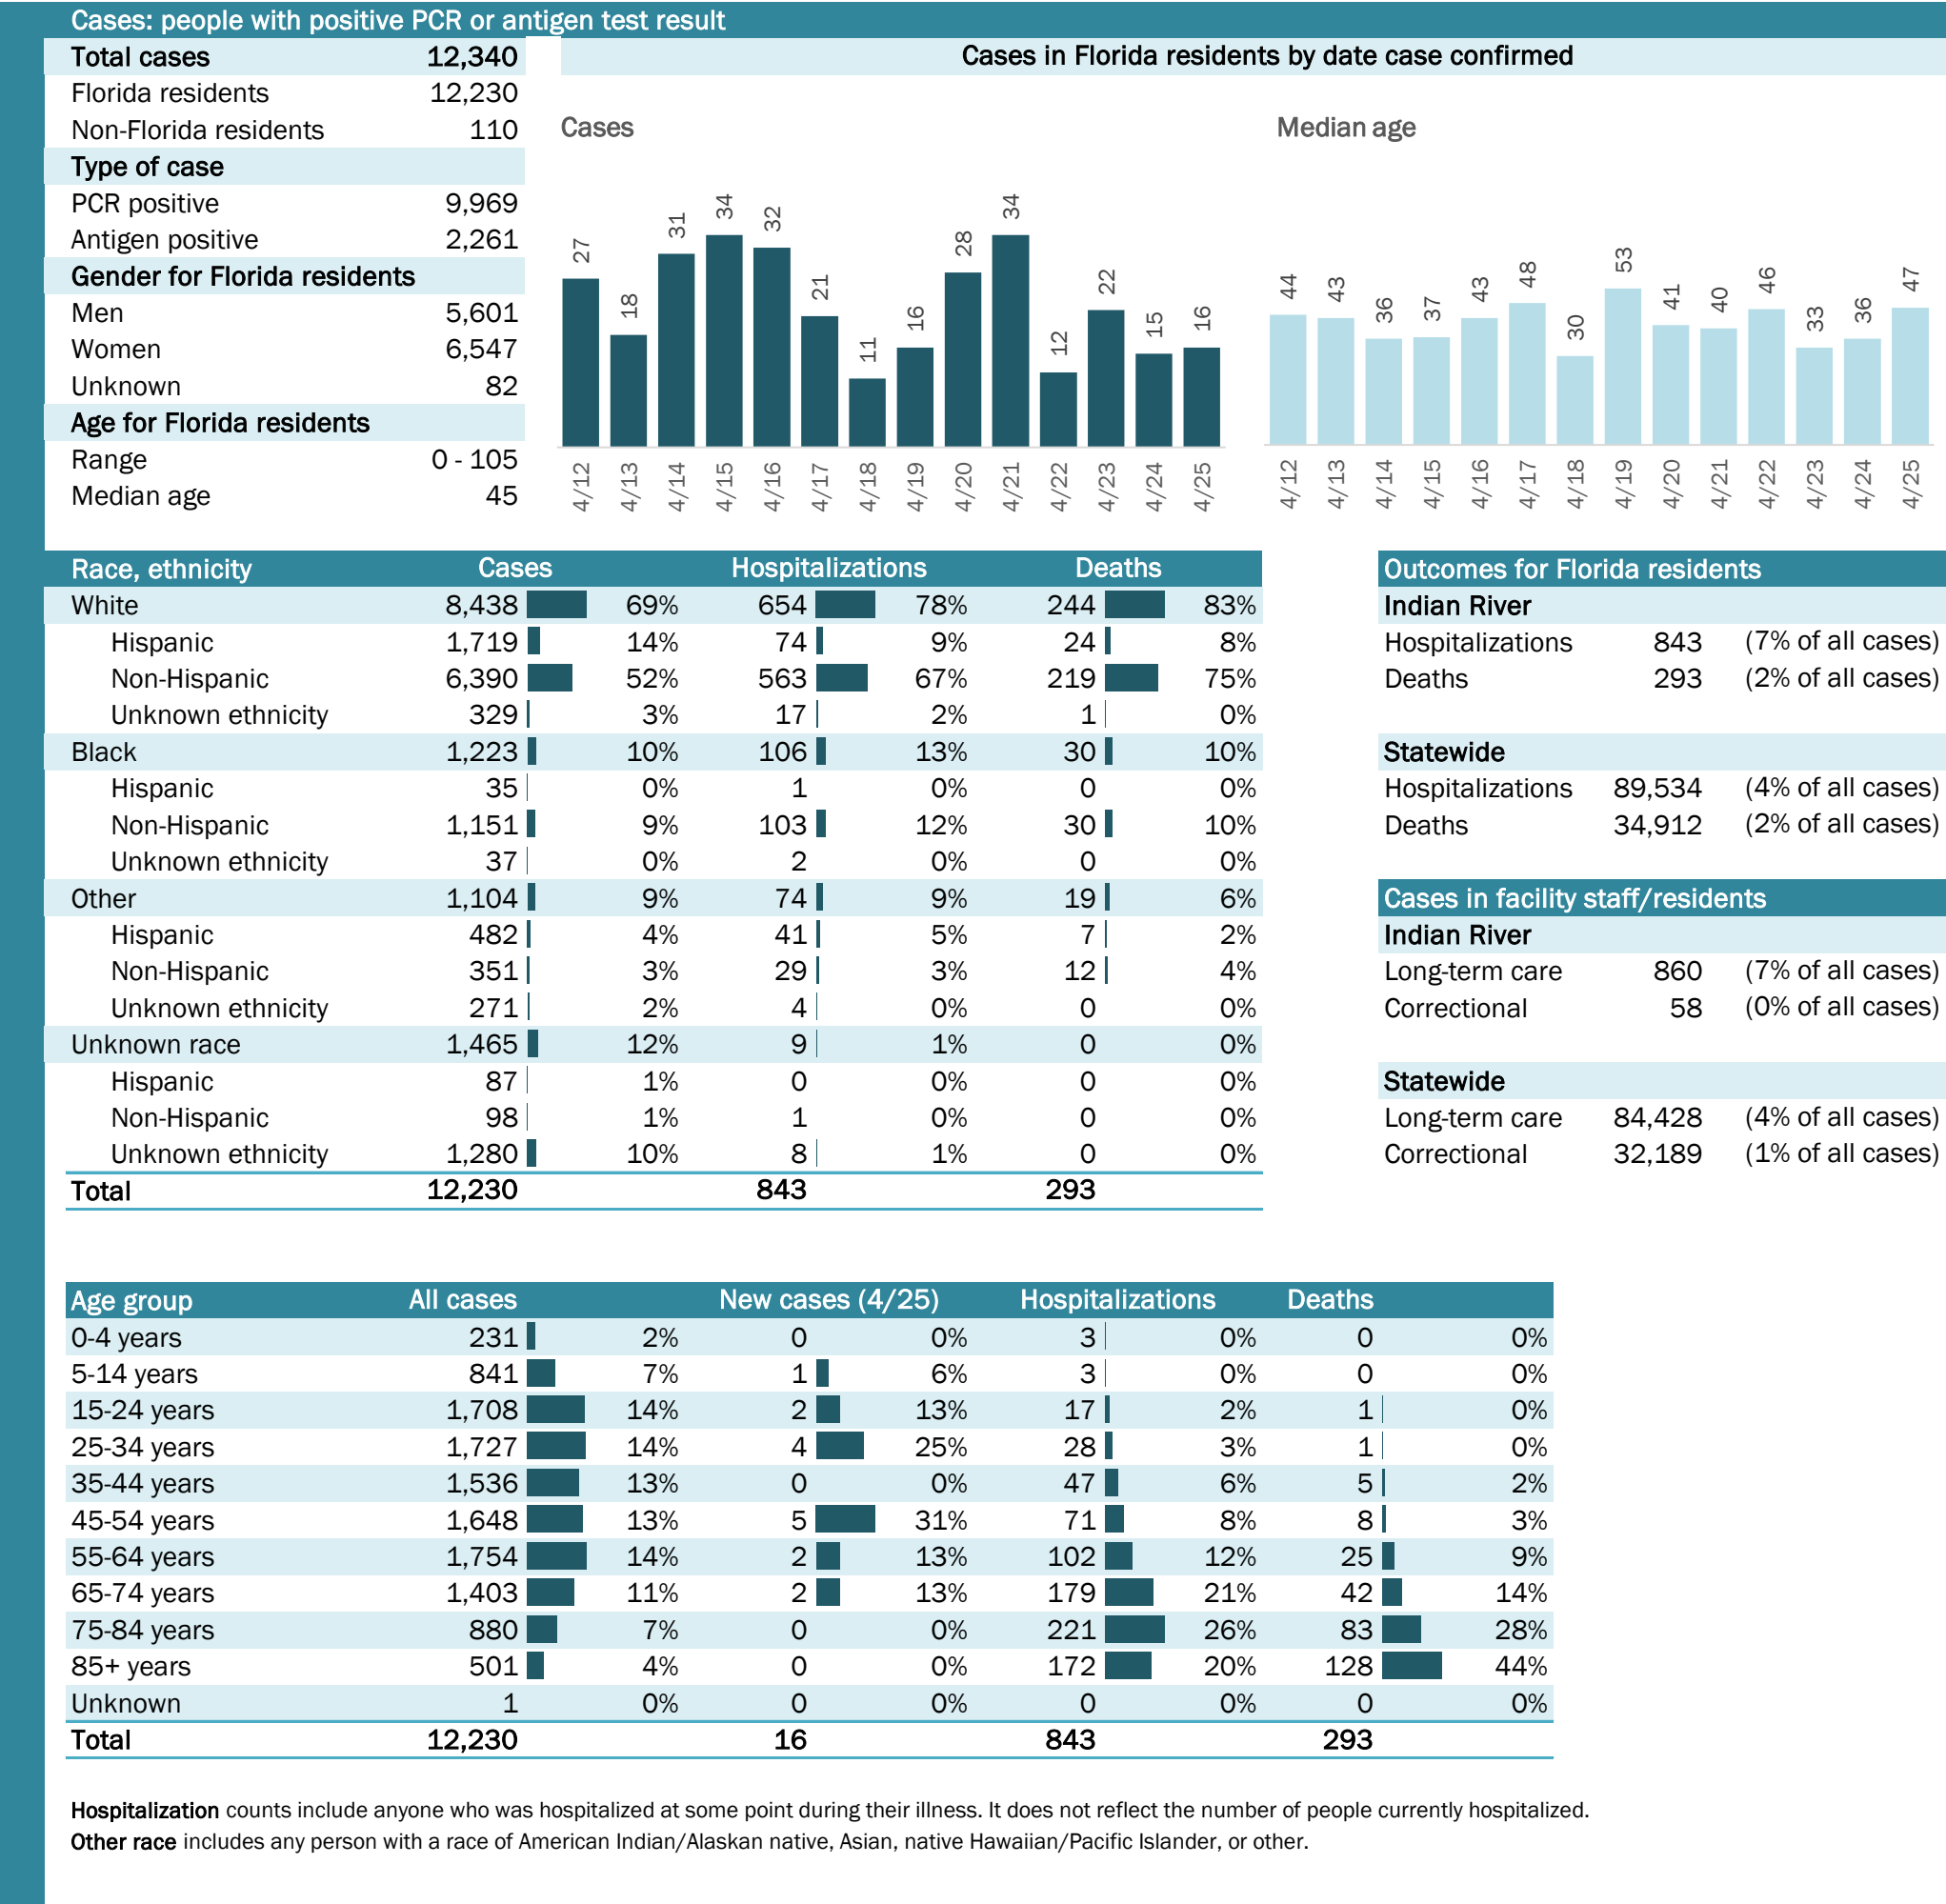 Cases: people with positive PCR or antigen test result
Total cases 12,340
Florida residents 12,230
Non-Florida residents 110
Type of case
PCR positive 9,969
Antigen positive 2,261
Gender for Florida residents
Men 5,601
Women 6,547
Unknown 82
Age for Florida residents
Range 0 - 105
Median age 45
Cases in Florida residents by date case confirmed
Cases
27 18 31 34 32 21 11 16 28 34 12 22 15 16
4/12 4/13 4/14 4/15 4/16 4/17 4/18 4/19 4/20 4/21 4/22 4/23 4/24 4/25
Median age
44 43 36 37 43 48 30 53 41 40 46 33 36 47
4/12 4/13 4/14 4/15 4/16 4/17 4/18 4/19 4/20 4/21 4/22 4/23 4/24 4/25
Race, ethnicity Cases Hospitalizations Deaths
White 8,438 69% 654 78% 244 83%
Hispanic 1,719 14% 74 9% 24 8%
Non-Hispanic 6,390 52% 563 67% 219 75%
Unknown ethnicity 329 3% 17 2% 1 0%
Black 1,223 10% 106 13% 30 10%
Hispanic 35 0% 1 0% 0 0%
Non-Hispanic 1,151 9% 103 12% 30 10%
Unknown ethnicity 37 0% 2 0% 0 0%
Other 1,104 9% 74 9% 19 6%
Hispanic 482 4% 41 5% 7 2%
Non-Hispanic 351 3% 29 3% 12 4%
Unknown ethnicity 271 2% 4 0% 0 0%
Unknown race 1,465 12% 9 1% 0 0%
Hispanic 87 1% 0 0% 0 0%
Non-Hispanic 98 1% 1 0% 0 0%
Unknown ethnicity 1,280 10% 8 1% 0 0%
Total 12,230 843 293
Outcomes for Florida residents
Indian River
Hospitalizations 843 (7% of all cases)
Deaths 293 (2% of all cases)
Statewide
Hospitalizations 89,534 (4% of all cases)
Deaths 34,912 (2% of all cases)
Cases in facility staff/residents
Indian River
Long-term care 860 (7% of all cases)
Correctional 58 (0% of all cases)
Statewide
Long-term care 84,428 (4% of all cases)
Correctional 32,189 (1% of all cases)
Age group All cases New cases (4/25) Hospitalizations Deaths
0-4 years 231 2% 0 0% 3 0% 0 0%
5-14 years 841 7% 1 6% 3 0% 0 0%
15-24 years 1,708 14% 2 13% 17 2% 1 0%
25-34 years 1,727 14% 4 25% 28 3% 1 0%
35-44 years 1,536 13% 0 0% 47 6% 5 2%
45-54 years 1,648 13% 5 31% 71 8% 8 3%
55-64 years 1,754 14% 2 13% 102 12% 25 9%
65-74 years 1,403 11% 2 13% 179 21% 42 14%
75-84 years 880 7% 0 0% 221 26% 83 28%
85+ years 501 4% 0 0% 172 20% 128 44%
Unknown 1 0% 0 0% 0 0% 0 0%
Total 12,230 16 843 293
Hospitalization counts include anyone who was hospitalized at some point during their illness. It does not reflect the number of people currently hospitalized.
Other race includes any person with a race of American Indian/Alaskan native, Asian, native Hawaiian/Pacific Islander, or other.